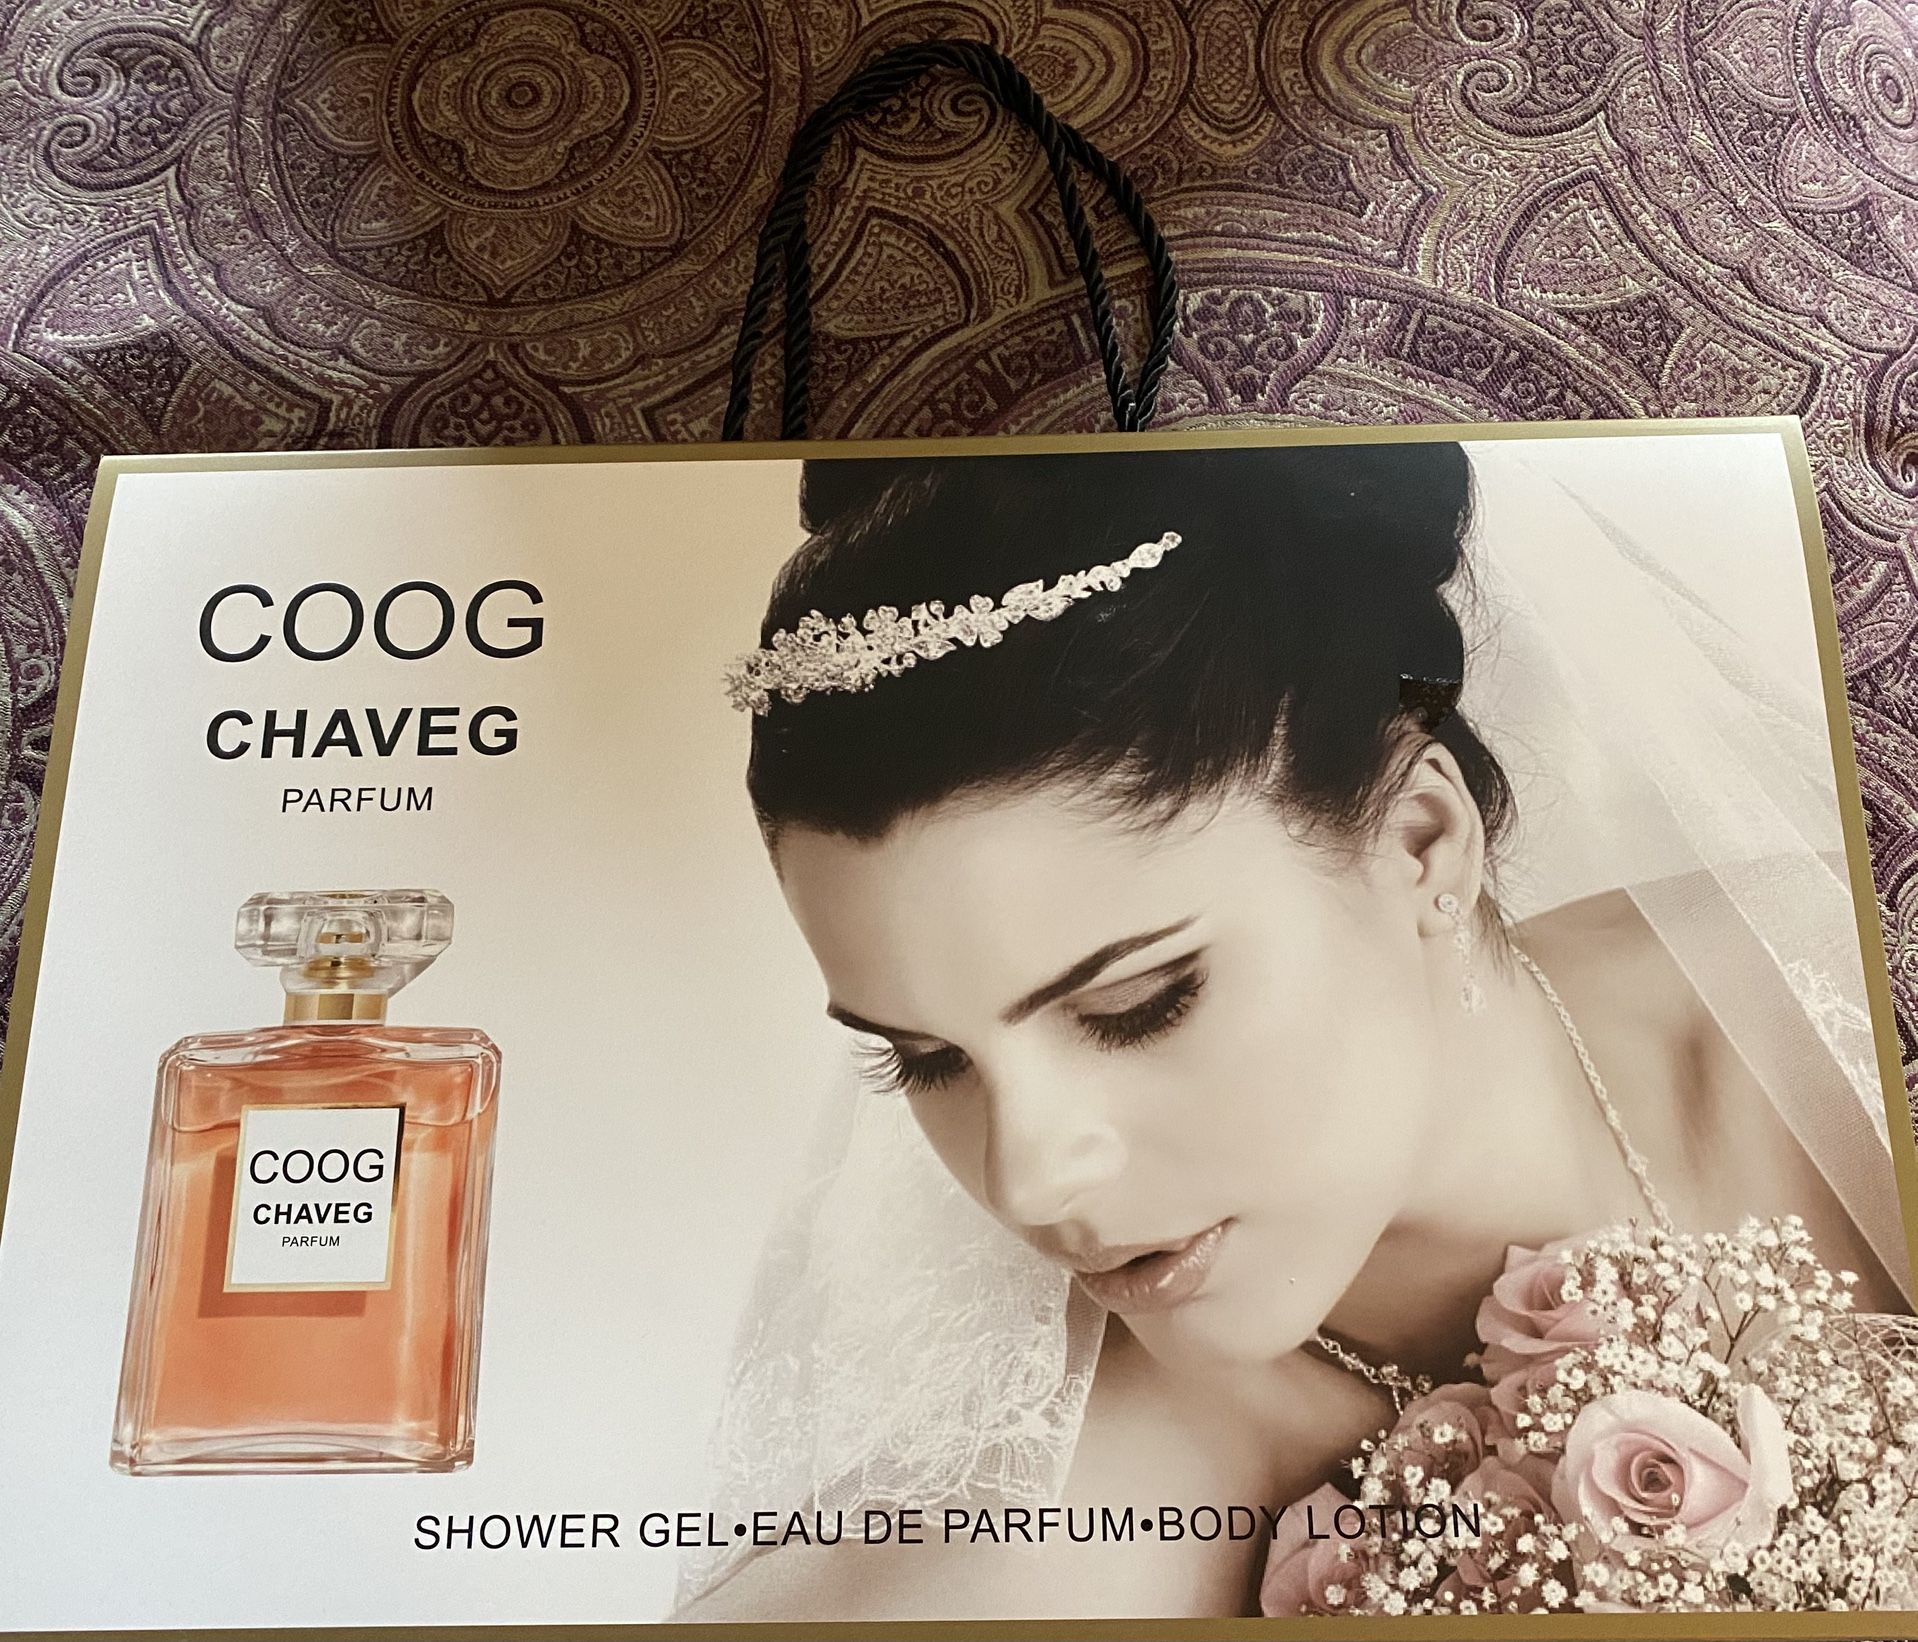 COOG
CHAVEG
PARFUM
COOG
CHAVEG
PARFUM
SHOWER GEL•EAU DE PARFUM•BODY LOTION